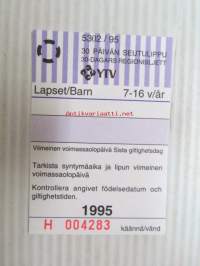 5302 / 95
30 PÄIVÄN SEUTULIPPU
30-DAGARS REGIONBILJETT
YTV
Lapset/Barn 7-16 v/år
antikvariaatti.net
Viimeinen voimassaolopäivä Sista giltighetsdag
Tarkista syntymäaika ja lipun viimeinen
voimassaolopäivä
Kontrollera angivet födelsedatum och
giltighetstiden.
1995
H 004283 käännä/vänd